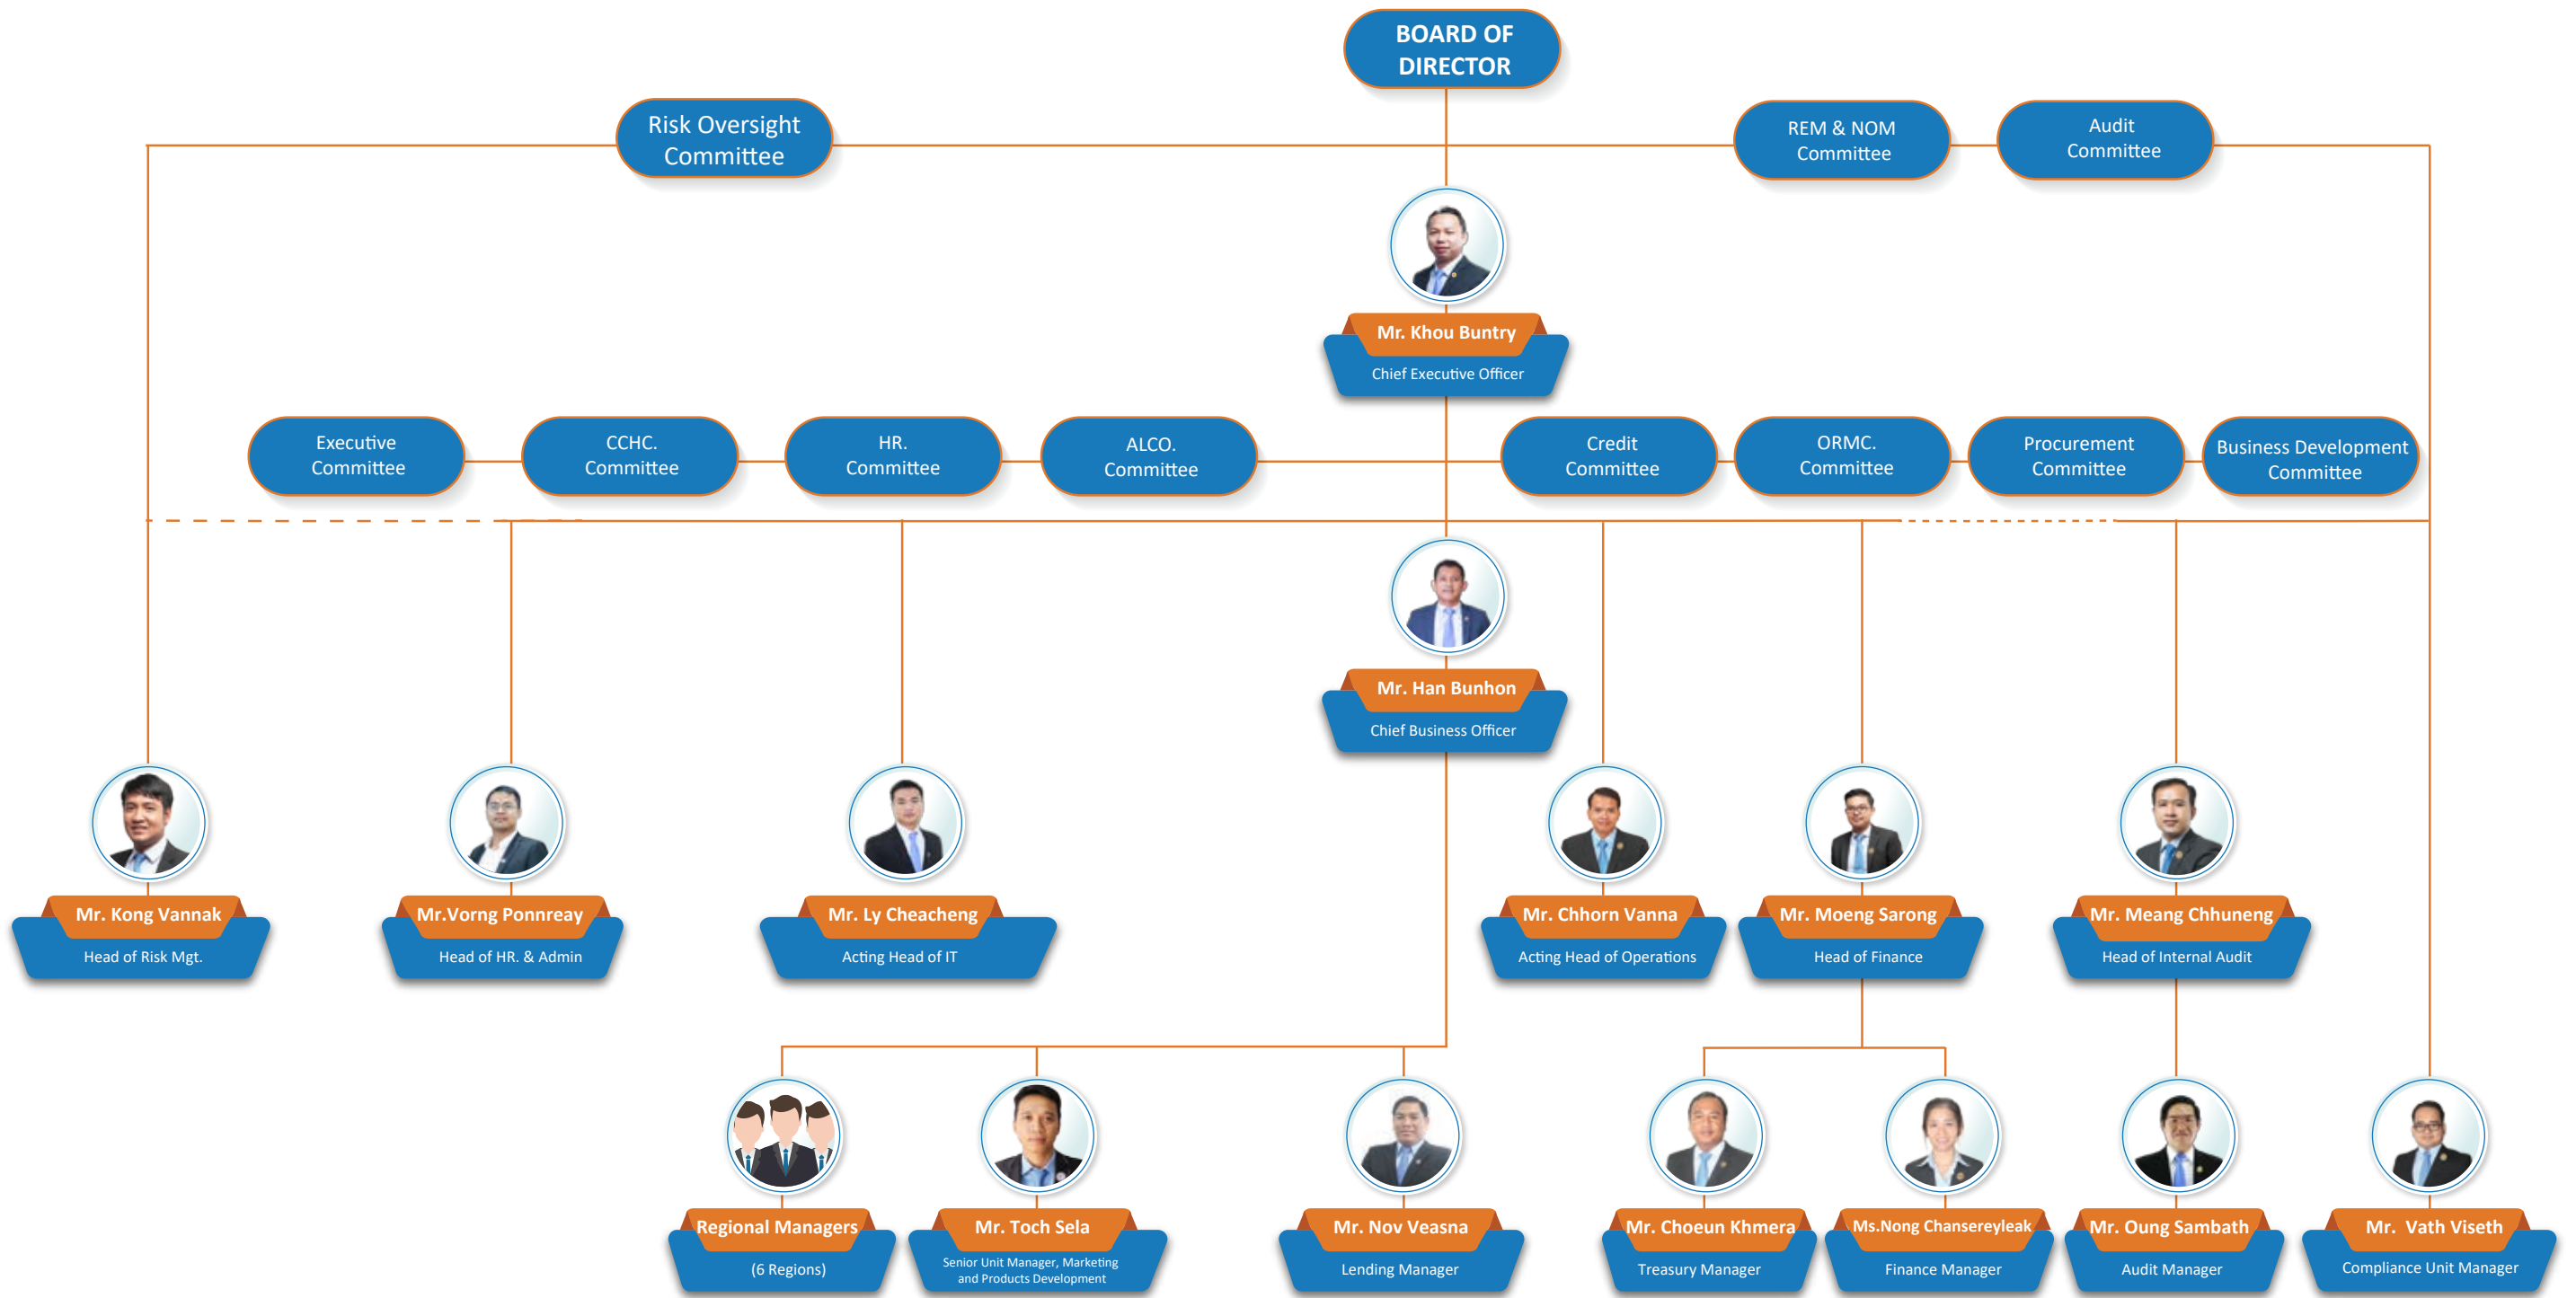 BOARD OF
DIRECTOR
Risk Oversight
Committee
REM & NOM
Committee
Audit
Committee
Mr. Khou Buntry
Chief Executive Officer
Executive
Committee
CCHC.
Committee
HR.
Committee
ALCO.
Committee
Credit
Committee
ORMC.
Committee
Procurement
Committee
Business Development
Committee
Mr. Han Bunhon
Chief Business Officer
Mr. Kong Vannak
Head of Risk Mgt.
Mr.Vorng Ponnreay
Head of HR. & Admin
Mr. Ly Cheacheng
Acting Head of IT
Mr. Chhorn Vanna
Acting Head of Operations
Mr. Moeng Sarong
Head of Finance
Mr. Meang Chhuneng
Head of Internal Audit
Regional Managers
(6 Regions)
Mr. Toch Sela
Senior Unit Manager, Marketing
and Products Development
Mr. Nov Veasna
Lending Manager
Mr. Choeun Khmera
Treasury Manager
Ms.Nong Chansereyleak
Finance Manager
Mr. Oung Sambath
Audit Manager
Mr. Vath Viseth
Compliance Unit Manager